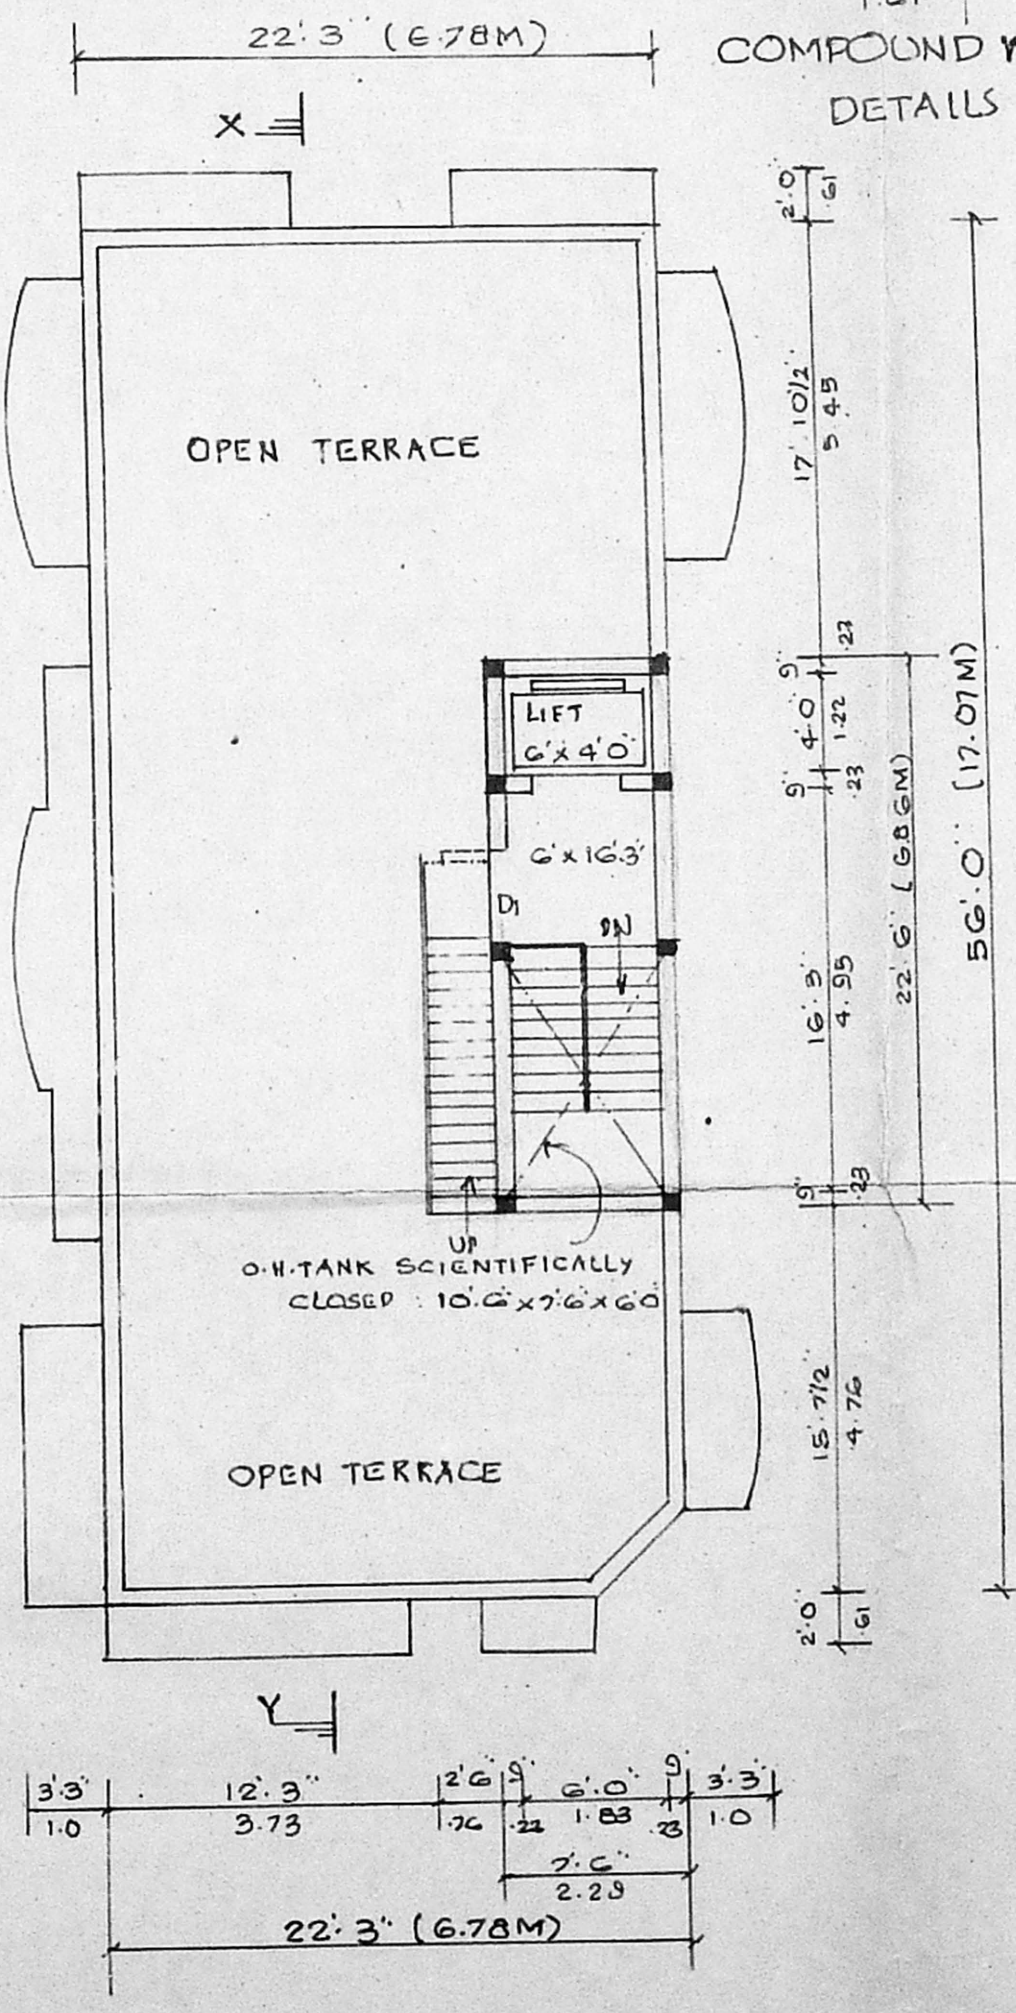 22'.3" (6.78M)
COMPOUND
DETAILS
X
2'.0"
.61
17'.10½"
5.45
OPEN TERRACE
.23
9"
4'.0"
1.22
9"
.23
LIFT
6'x 4'.0"
6'x16'.3"
D1
DN
16'.3"
4.95
22'.6" (6.86M)
56'.0" (17.07M)
9"
.23
UP
O.H.TANK SCIENTIFICALLY
CLOSED : 10'.6"x7'.6"x6'0"
15'.7½"
4.76
OPEN TERRACE
2'.0"
.61
Y
3'.3" 12'.3" 2'6" 9" 6'.0" 9" 3'.3"
1.0 3.73 .76 .23 1.83 .23 1.0
7'.6"
2.29
22'.3" (6.78M)